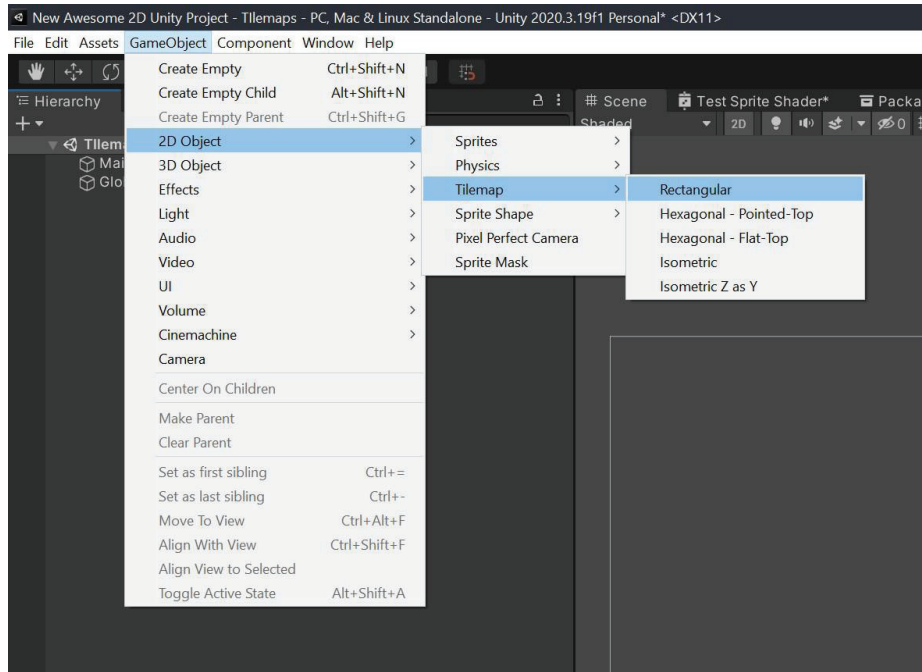 New Awesome 2D Unity Project - TIlemaps - PC, Mac & Linux Standalone - Unity 2020.3.19f1 Personal* <DX11>
File Edit Assets GameObject Component Window Help
Hierarchy
# Scene Test Sprite Shader* Packa
Shaded 2D 0
TIlem
Mai
Glo
Create Empty Ctrl+Shift+N
Create Empty Child Alt+Shift+N
Create Empty Parent Ctrl+Shift+G
2D Object >
3D Object >
Effects >
Light >
Audio >
Video >
UI >
Volume >
Cinemachine >
Camera
Center On Children
Make Parent
Clear Parent
Set as first sibling Ctrl+=
Set as last sibling Ctrl+-
Move To View Ctrl+Alt+F
Align With View Ctrl+Shift+F
Align View to Selected
Toggle Active State Alt+Shift+A
Sprites >
Physics >
Tilemap >
Sprite Shape >
Pixel Perfect Camera
Sprite Mask
Rectangular
Hexagonal - Pointed-Top
Hexagonal - Flat-Top
Isometric
Isometric Z as Y